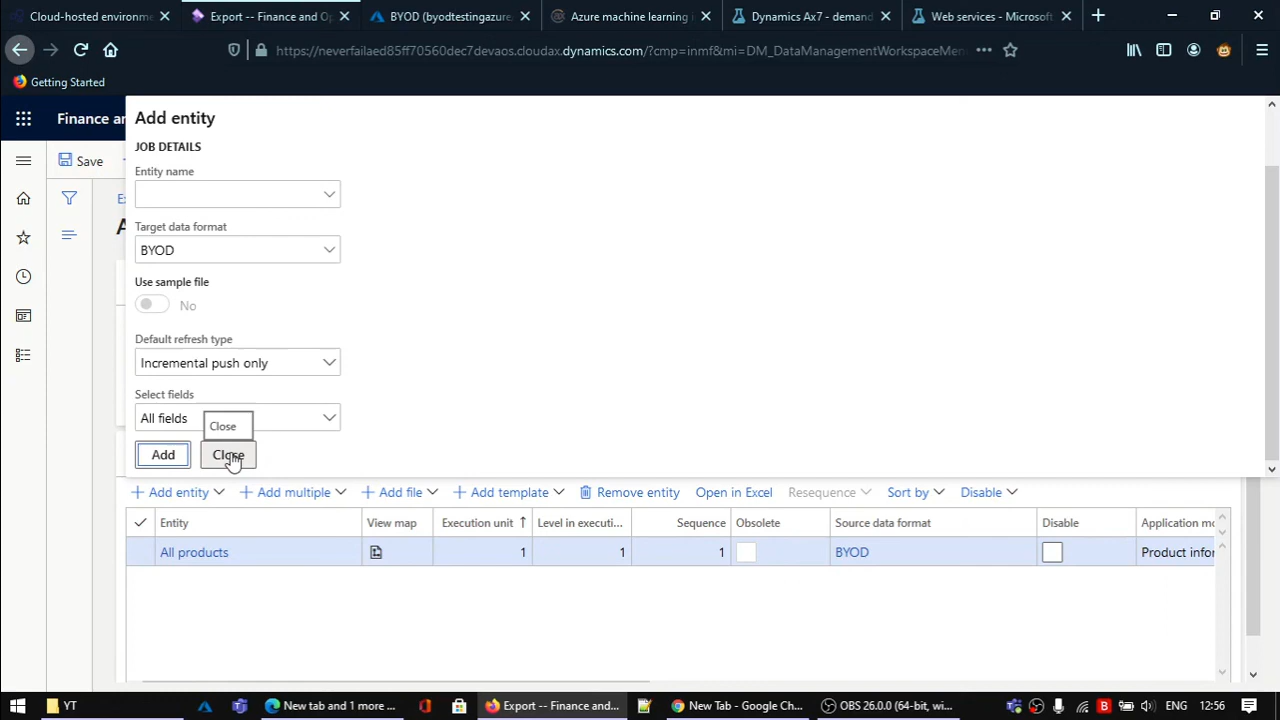 Cloud-hosted environme
Export -- Finance and Op
BYOD (byodtestingazure,
Azure machine learning i
Dynamics Ax7 - demand
Web services - Microsoft
https://neverfailaed85ff70560dec7devaos.cloudax.dynamics.com/?cmp=inmf&mi=DM_DataManagementWorkspaceMen
Getting Started
Finance an
Add entity
JOB DETAILS
Save
Entity name
Ex
Target data format
BYOD
Use sample file
No
Default refresh type
Incremental push only
Select fields
All fields
Close
Add
Close
Add entity
Add multiple
Add file
Add template
Remove entity
Open in Excel
Resequence
Sort by
Disable
Entity
View map
Execution unit
Level in executi...
Sequence
Obsolete
Source data format
Disable
Application mo
All products
1
1
1
BYOD
Product infor
YT
New tab and 1 more ...
Export -- Finance and...
New Tab - Google Ch...
OBS 26.0.0 (64-bit, wi...
ENG
12:56